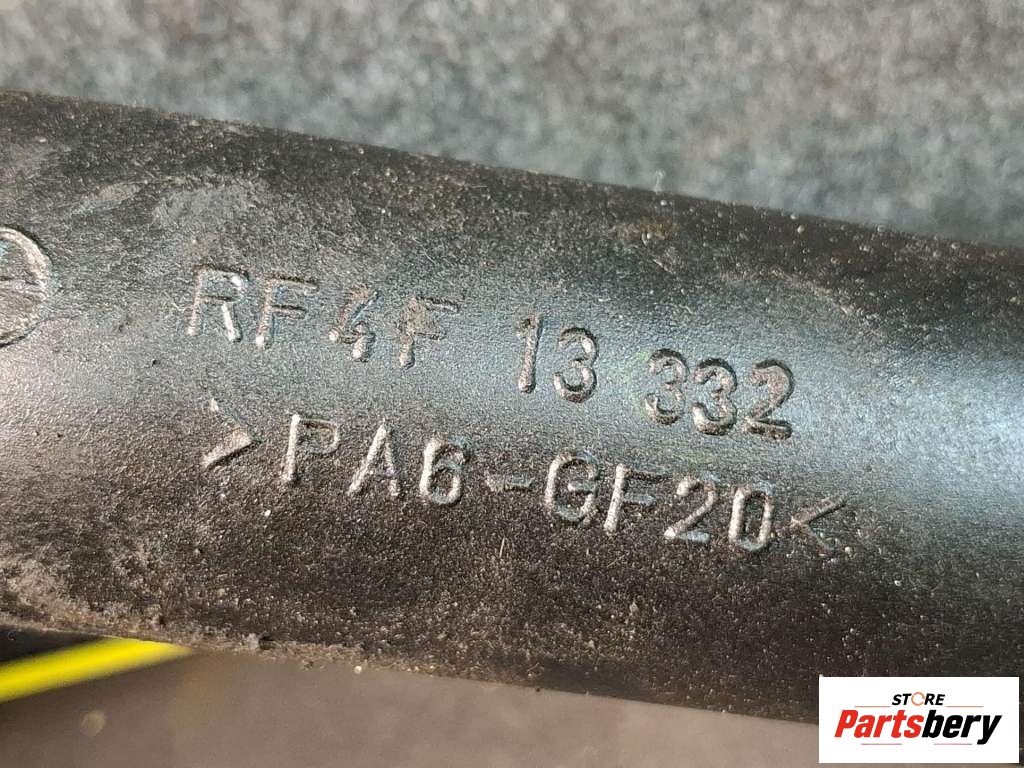 RF4F 13 332
>PA6-GF20<
STORE
Partsbery